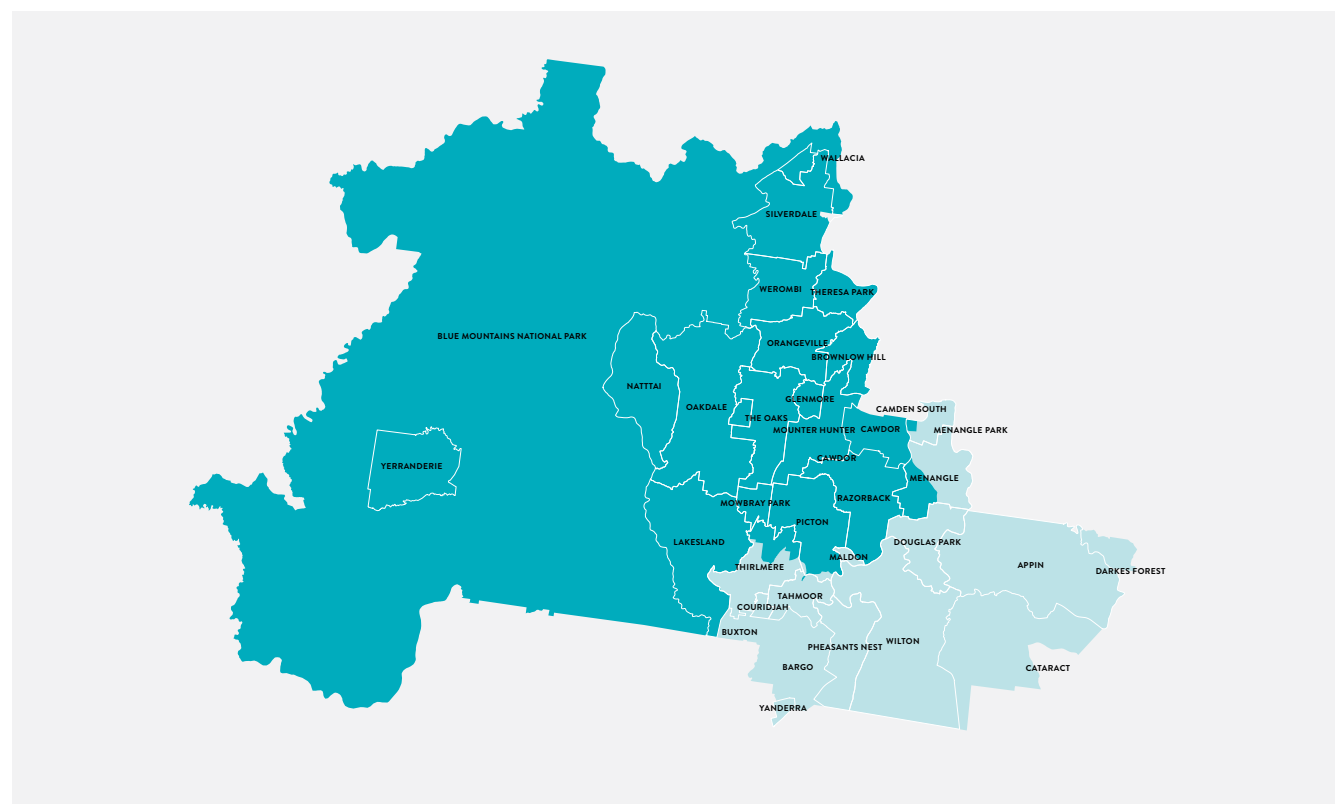 WALLACIA
SILVERDALE
WEROMBI
THERESA PARK
BLUE MOUNTAINS NATIONAL PARK
ORANGEVILLE
BROWNLOW HILL
NATTTAI
OAKDALE
GLENMORE
CAMDEN SOUTH
THE OAKS
MOUNTER HUNTER
CAWDOR
MENANGLE PARK
CAWDOR
YERRANDERIE
MENANGLE
MOWBRAY PARK
RAZORBACK
PICTON
LAKESLAND
DOUGLAS PARK
MALDON
THIRLMERE
APPIN
DARKES FOREST
TAHMOOR
COURIDJAH
BUXTON
PHEASANTS NEST
WILTON
BARGO
CATARACT
YANDERRA